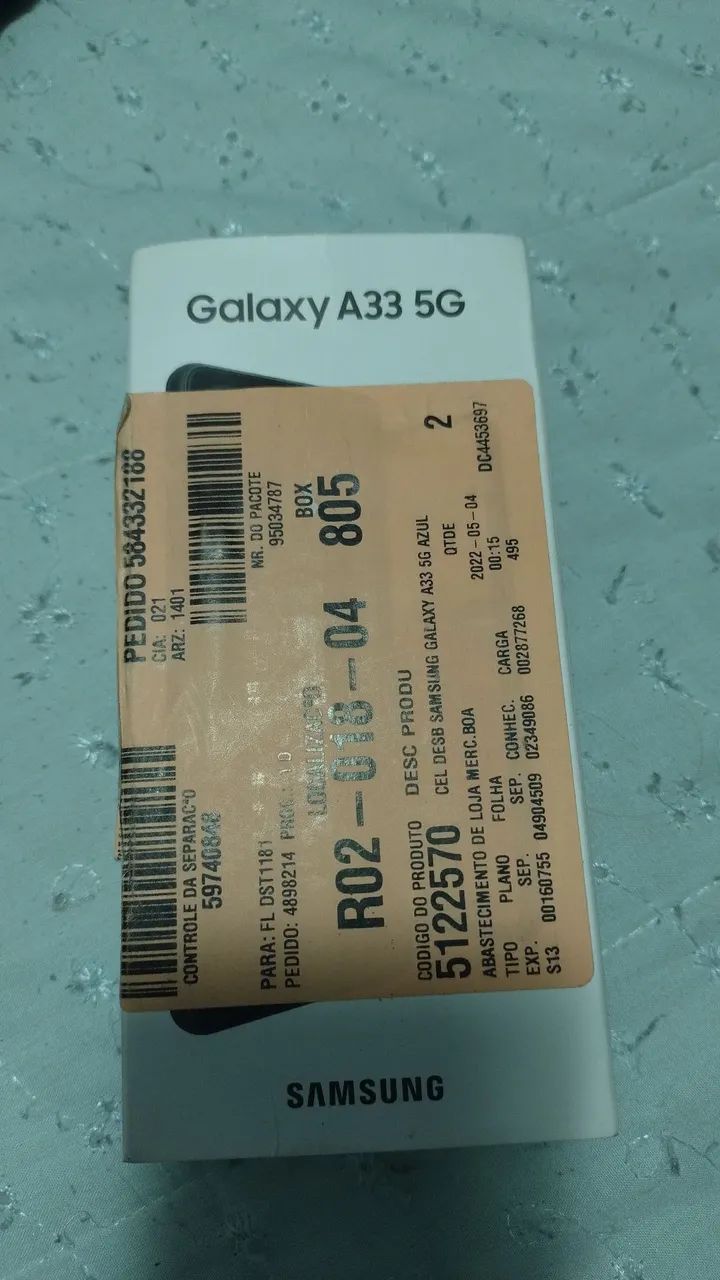 Galaxy A33 5G
PEDIDO 584332188
CIA: 021
ARZ: 1401
NR. DO PACOTE
95034787
CONTROLE DA SEPARAC*O
59740848
PARA: FL DST1181
PEDIDO: 4898214
LOCALIZAC*O
BOX
R02-018-04 805
CODIGO DO PRODUTO DESC PRODU
5122570 CEL DESB SAMSUNG GALAXY A33 5G AZUL
QTDE 2
ABASTECIMENTO DE LOJA MERC.BOA
TIPO PLANO FOLHA
EXP. SEP. SEP. CONHEC. CARGA
S13 00160755 04904509 02349086 002877268
2022-05-04
00:15
495
DC4453697
SAMSUNG